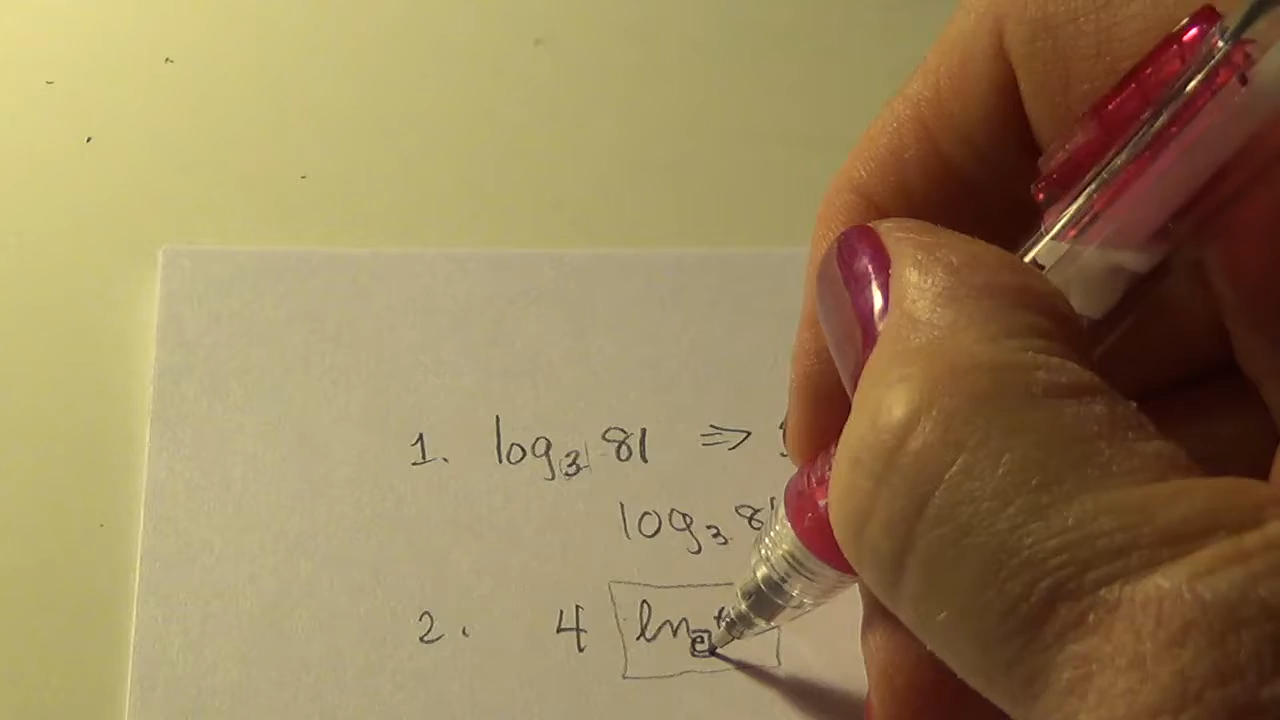 1. log₃ 81 ⇒
log₃ 81
2. 4 ln e